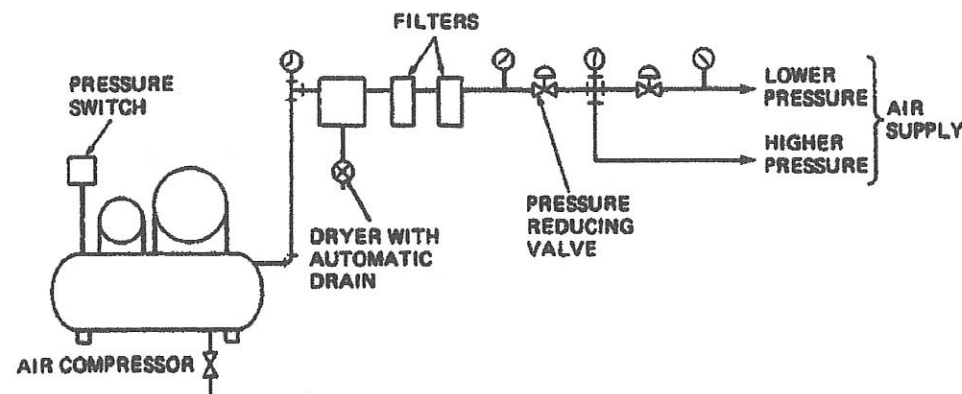 FILTERS
PRESSURE
SWITCH
LOWER
PRESSURE
AIR
SUPPLY
HIGHER
PRESSURE
PRESSURE
REDUCING
VALVE
DRYER WITH
AUTOMATIC
DRAIN
AIR COMPRESSOR